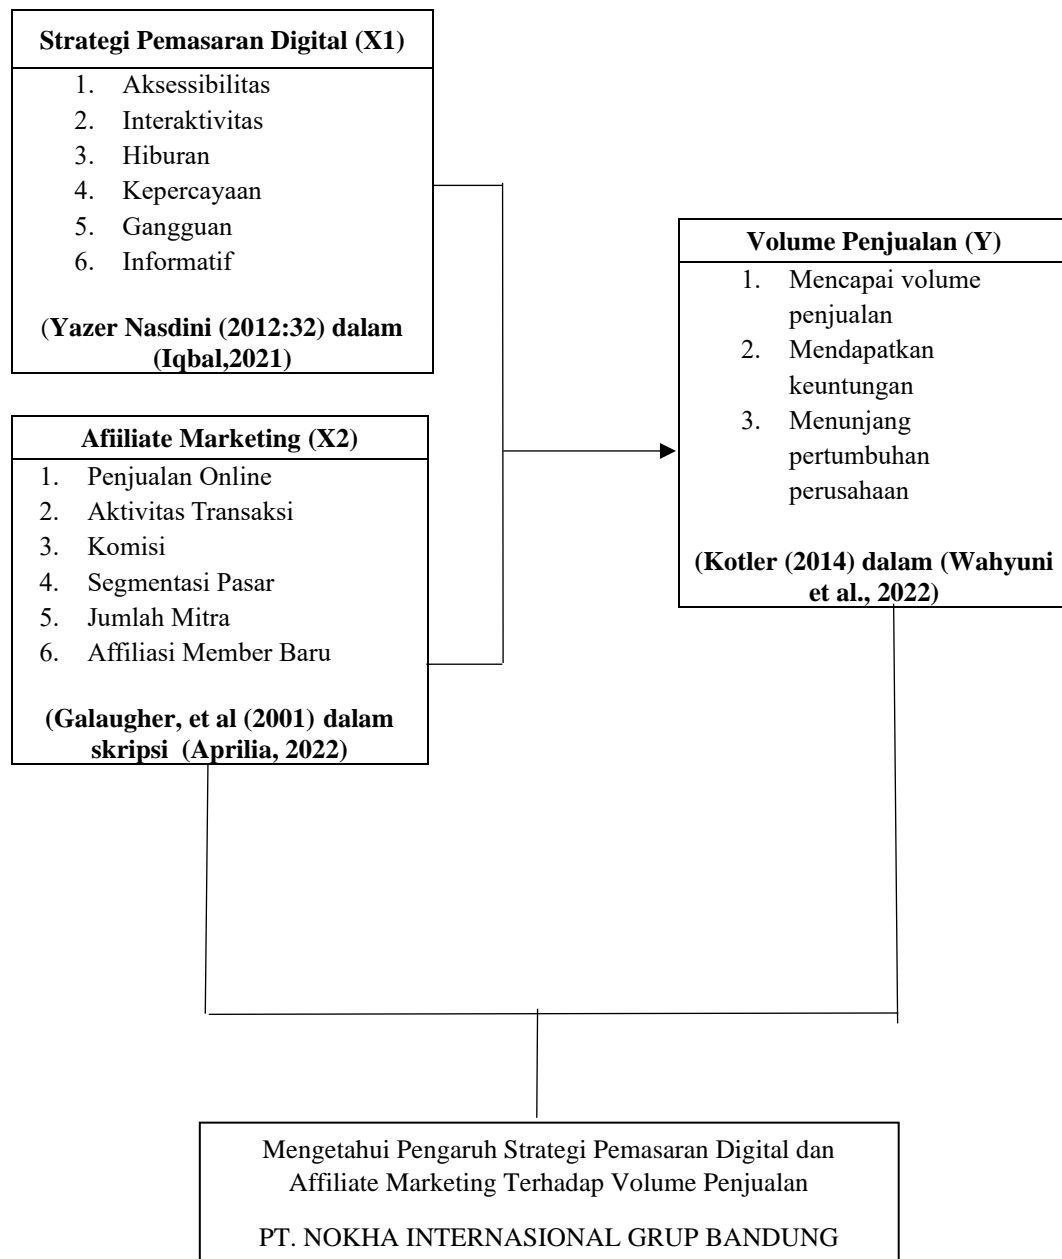 Strategi Pemasaran Digital (X1)
1. Aksessibilitas
2. Interaktivitas
3. Hiburan
4. Kepercayaan
5. Gangguan
6. Informatif
(Yazer Nasdini (2012:32) dalam
(Iqbal,2021)
Afiiliate Marketing (X2)
1. Penjualan Online
2. Aktivitas Transaksi
3. Komisi
4. Segmentasi Pasar
5. Jumlah Mitra
6. Affiliasi Member Baru
(Galaugher, et al (2001) dalam
skripsi (Aprilia, 2022)
Volume Penjualan (Y)
1. Mencapai volume
penjualan
2. Mendapatkan
keuntungan
3. Menunjang
pertumbuhan
perusahaan
(Kotler (2014) dalam (Wahyuni
et al., 2022)
Mengetahui Pengaruh Strategi Pemasaran Digital dan
Affiliate Marketing Terhadap Volume Penjualan
PT. NOKHA INTERNASIONAL GRUP BANDUNG